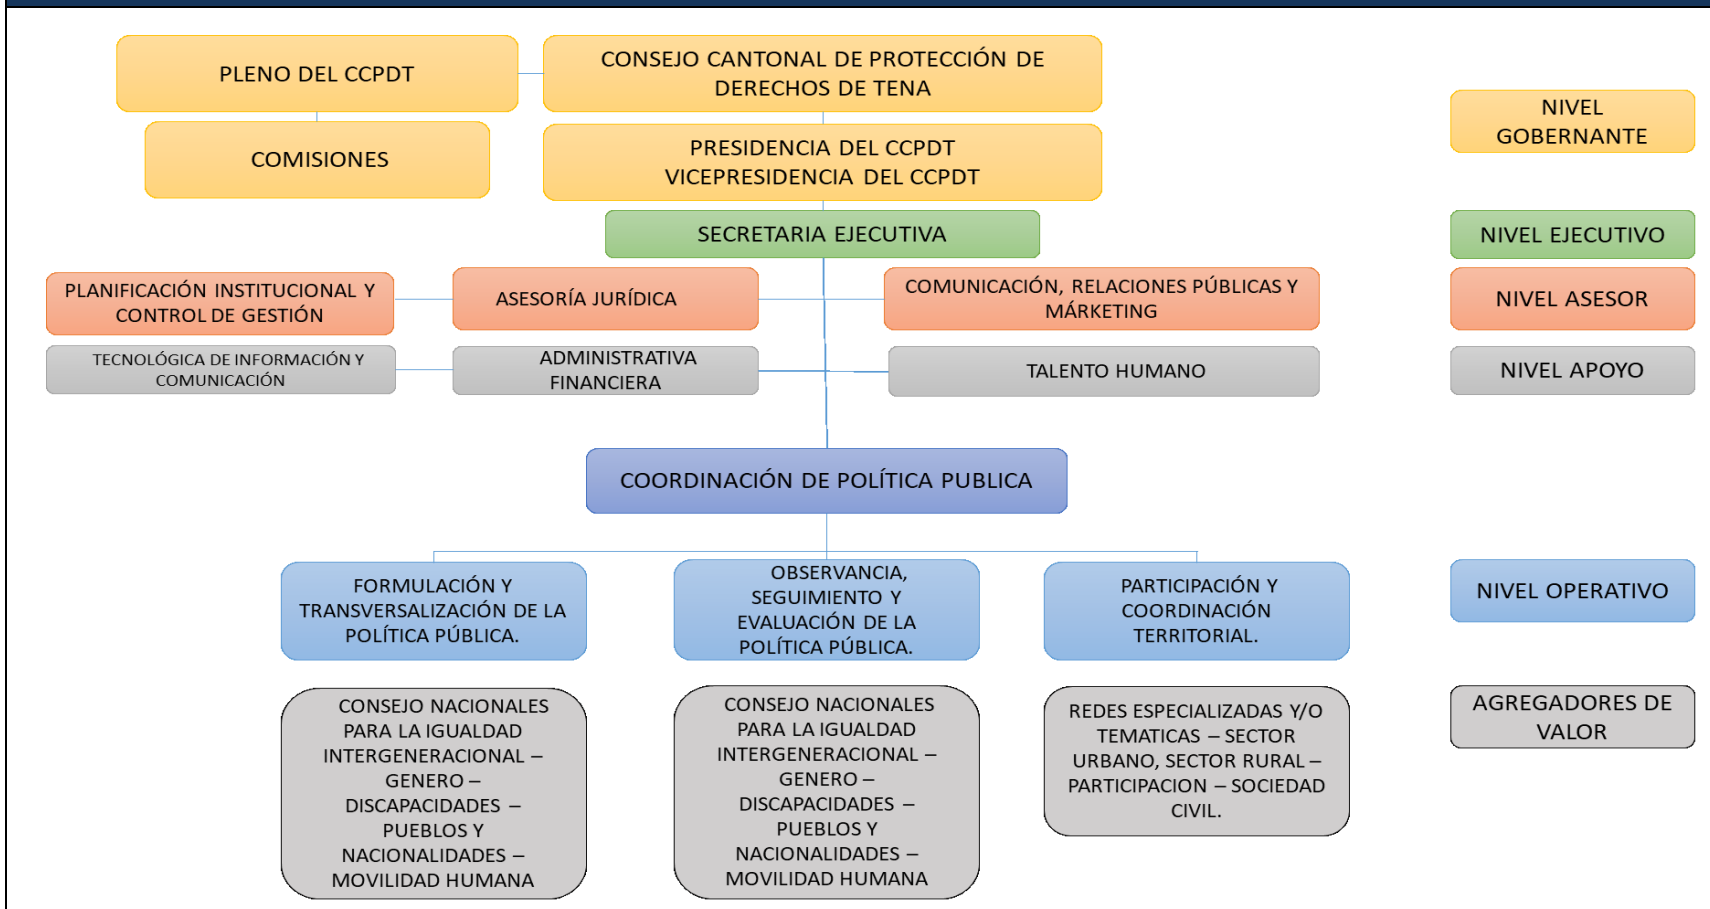 PLENO DEL CCPDT
CONSEJO CANTONAL DE PROTECCIÓN DE
DERECHOS DE TENA
NIVEL
GOBERNANTE
COMISIONES
PRESIDENCIA DEL CCPDT
VICEPRESIDENCIA DEL CCPDT
SECRETARIA EJECUTIVA
NIVEL EJECUTIVO
PLANIFICACIÓN INSTITUCIONAL Y
CONTROL DE GESTIÓN
ASESORÍA JURÍDICA
COMUNICACIÓN, RELACIONES PÚBLICAS Y
MÁRKETING
NIVEL ASESOR
TECNOLÓGICA DE INFORMACIÓN Y
COMUNICACIÓN
ADMINISTRATIVA
FINANCIERA
TALENTO HUMANO
NIVEL APOYO
COORDINACIÓN DE POLÍTICA PUBLICA
FORMULACIÓN Y
TRANSVERSALIZACIÓN DE LA
POLÍTICA PÚBLICA.
OBSERVANCIA,
SEGUIMIENTO Y
EVALUACIÓN DE LA
POLÍTICA PÚBLICA.
PARTICIPACIÓN Y
COORDINACIÓN
TERRITORIAL.
NIVEL OPERATIVO
CONSEJO NACIONALES
PARA LA IGUALDAD
INTERGENERACIONAL –
GENERO –
DISCAPACIDADES –
PUEBLOS Y
NACIONALIDADES –
MOVILIDAD HUMANA
CONSEJO NACIONALES
PARA LA IGUALDAD
INTERGENERACIONAL –
GENERO –
DISCAPACIDADES –
PUEBLOS Y
NACIONALIDADES –
MOVILIDAD HUMANA
REDES ESPECIALIZADAS Y/O
TEMATICAS – SECTOR
URBANO, SECTOR RURAL –
PARTICIPACION – SOCIEDAD
CIVIL.
AGREGADORES DE
VALOR